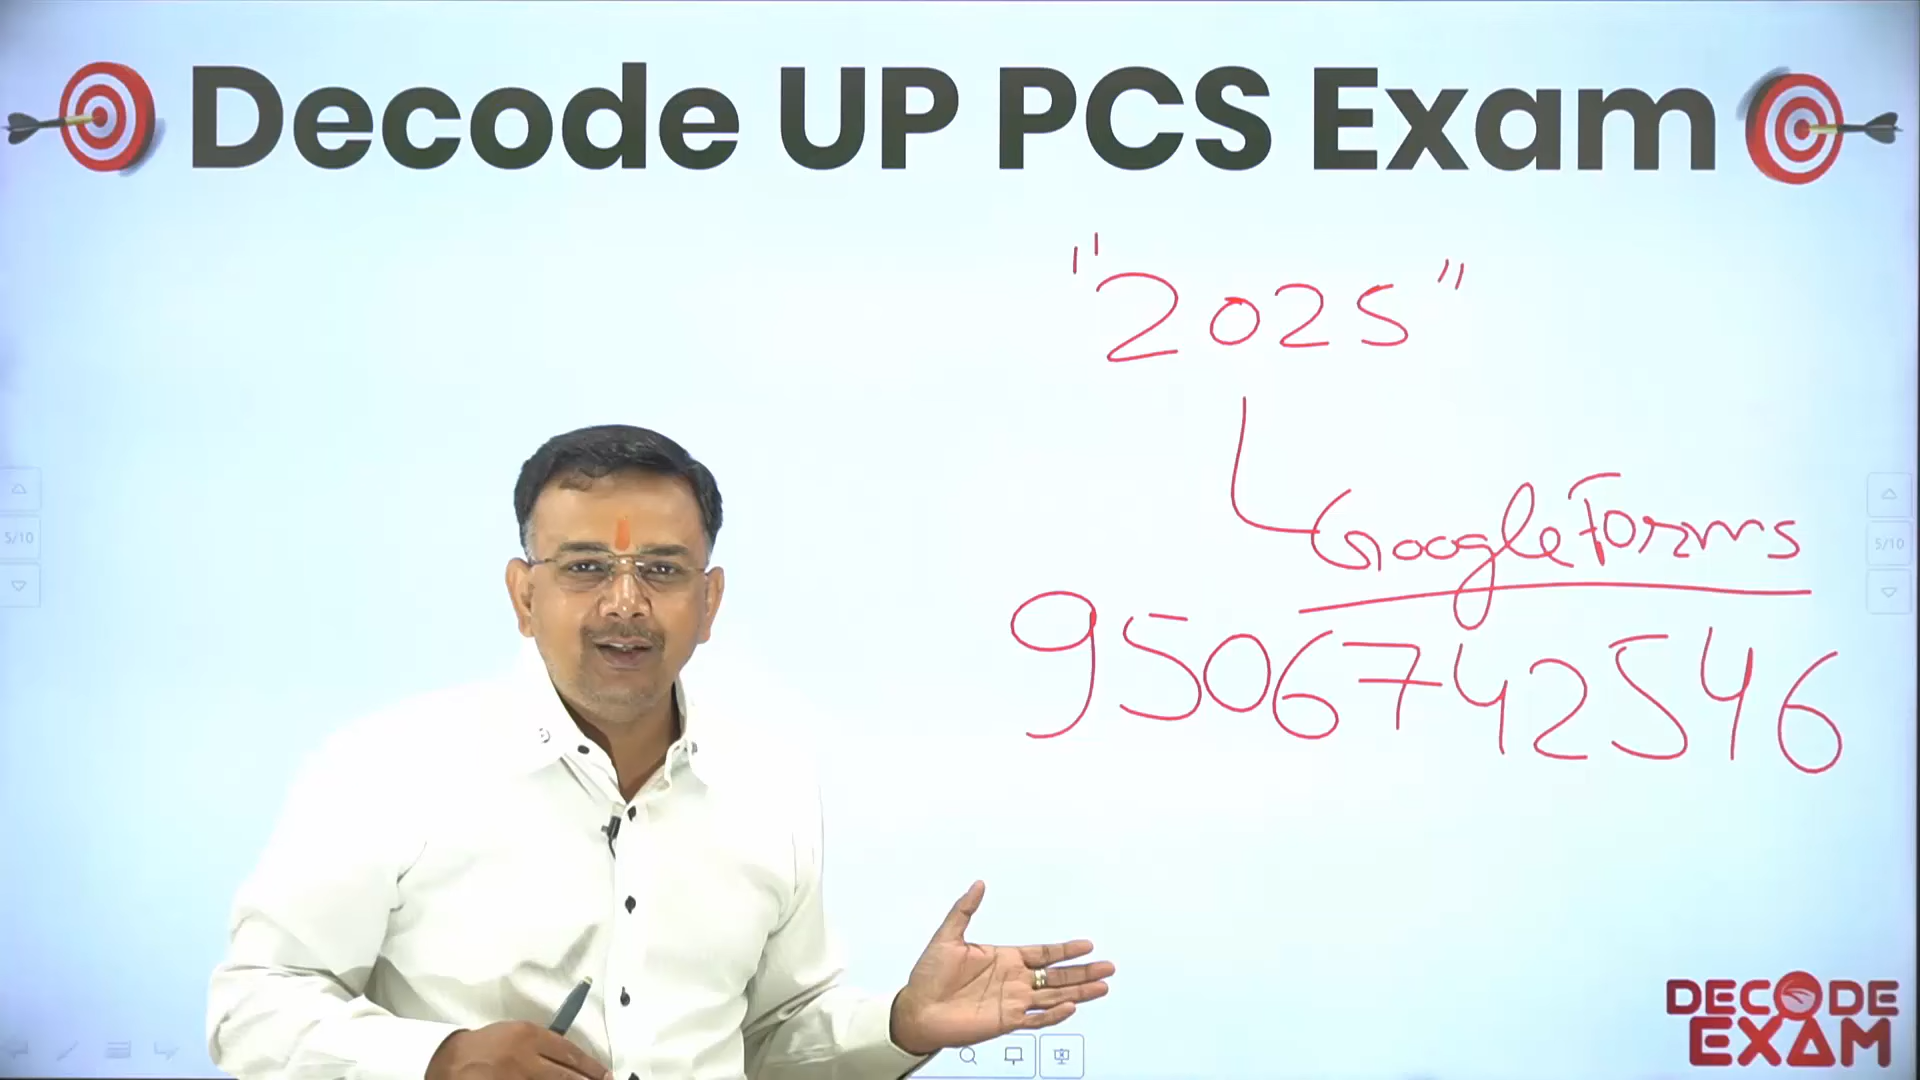 Decode UP PCS Exam
"2025"
Google Forms
9506742546
5/10
5/10
DECODE
EXAM